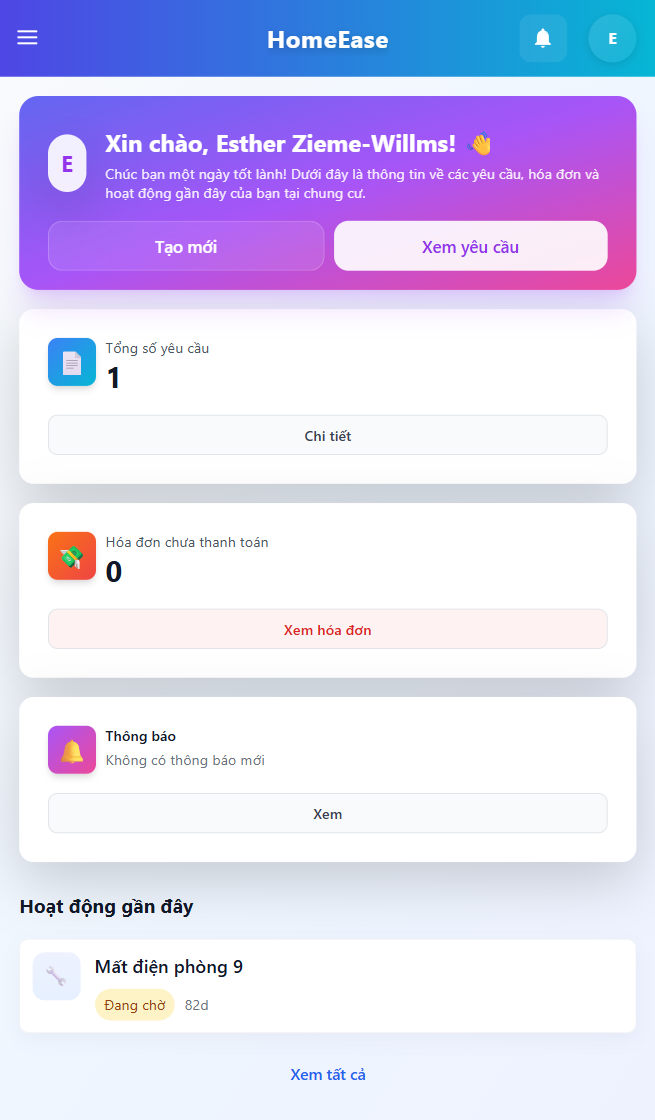 HomeEase
E
E
Xin chào, Esther Zieme-Willms! 👋
Chúc bạn một ngày tốt lành! Dưới đây là thông tin về các yêu cầu, hóa đơn và
hoạt động gần đây của bạn tại chung cư.
Tạo mới
Xem yêu cầu
Tổng số yêu cầu
1
Chi tiết
Hóa đơn chưa thanh toán
0
Xem hóa đơn
Thông báo
Không có thông báo mới
Xem
Hoạt động gần đây
Mất điện phòng 9
Đang chờ 82d
Xem tất cả